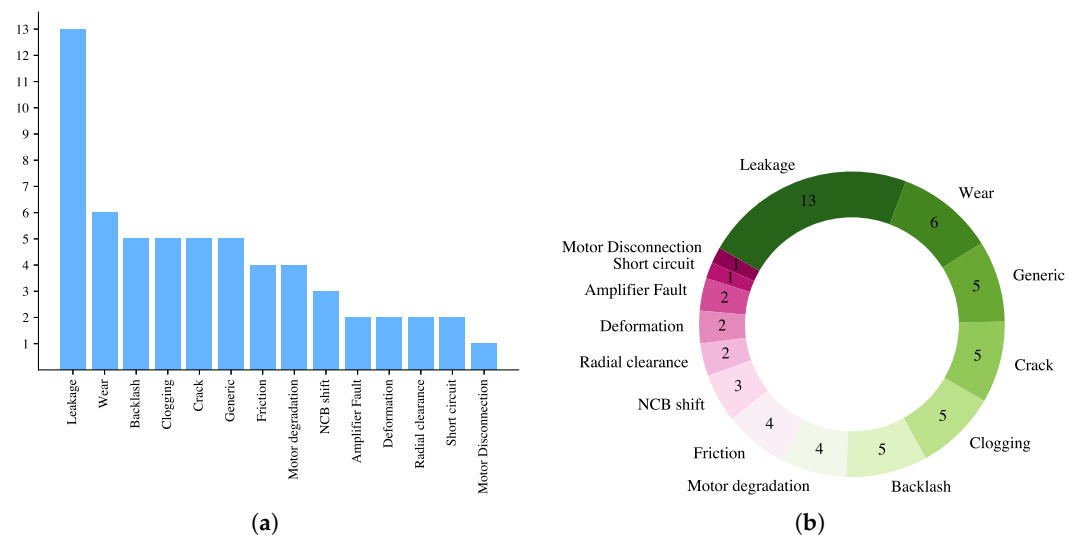 13
12
11
10
9
8
7
6
5
4
3
2
1
Leakage
Wear
Backlash
Clogging
Crack
Generic
Friction
Motor degradation
NCB shift
Amplifier Fault
Deformation
Radial clearance
Short circuit
Motor Disconnection
(a)
Leakage
13
Wear
6
Generic
5
Crack
5
Clogging
5
Backlash
5
Motor degradation
4
Friction
4
NCB shift
3
Radial clearance
2
Deformation
2
Amplifier Fault
2
Short circuit
1
Motor Disconnection
1
(b)